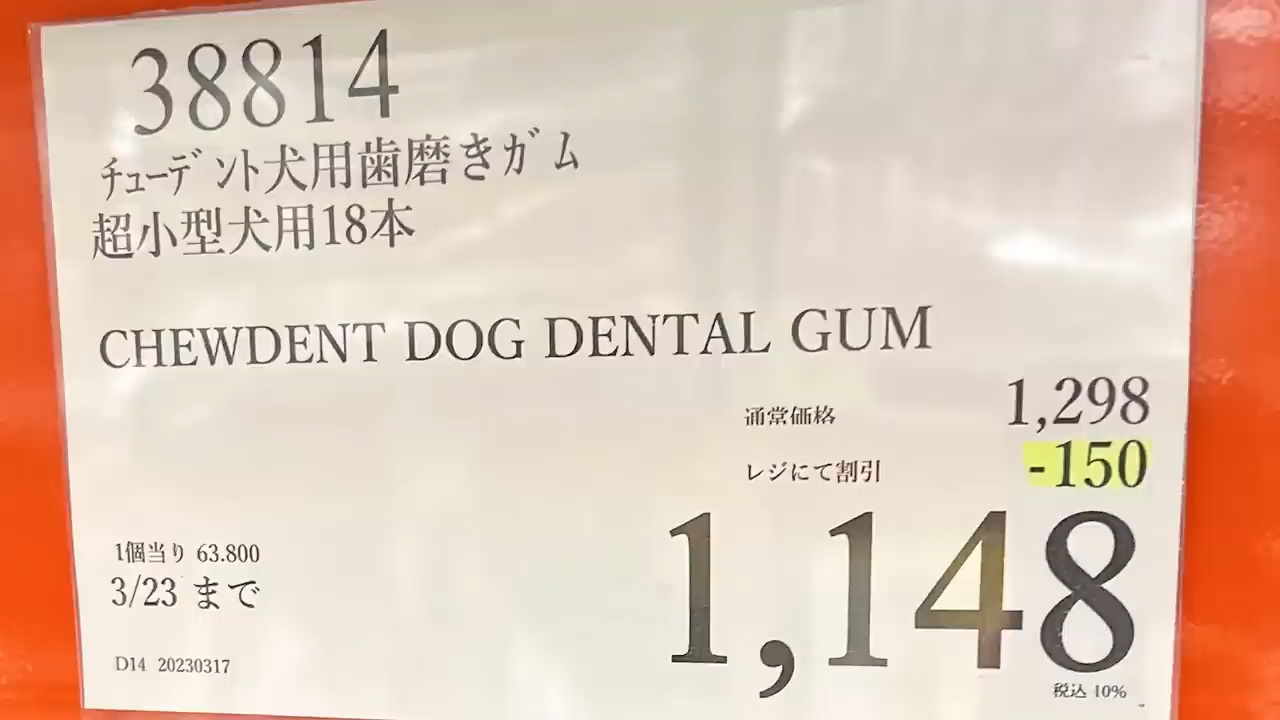 38814
チューデント犬用歯磨きガム
超小型犬用18本
CHEWDENT DOG DENTAL GUM
通常価格 1,298
レジにて割引 -150
1,148
1個当り 63.800
3/23 まで
税込 10%
D14 20230317